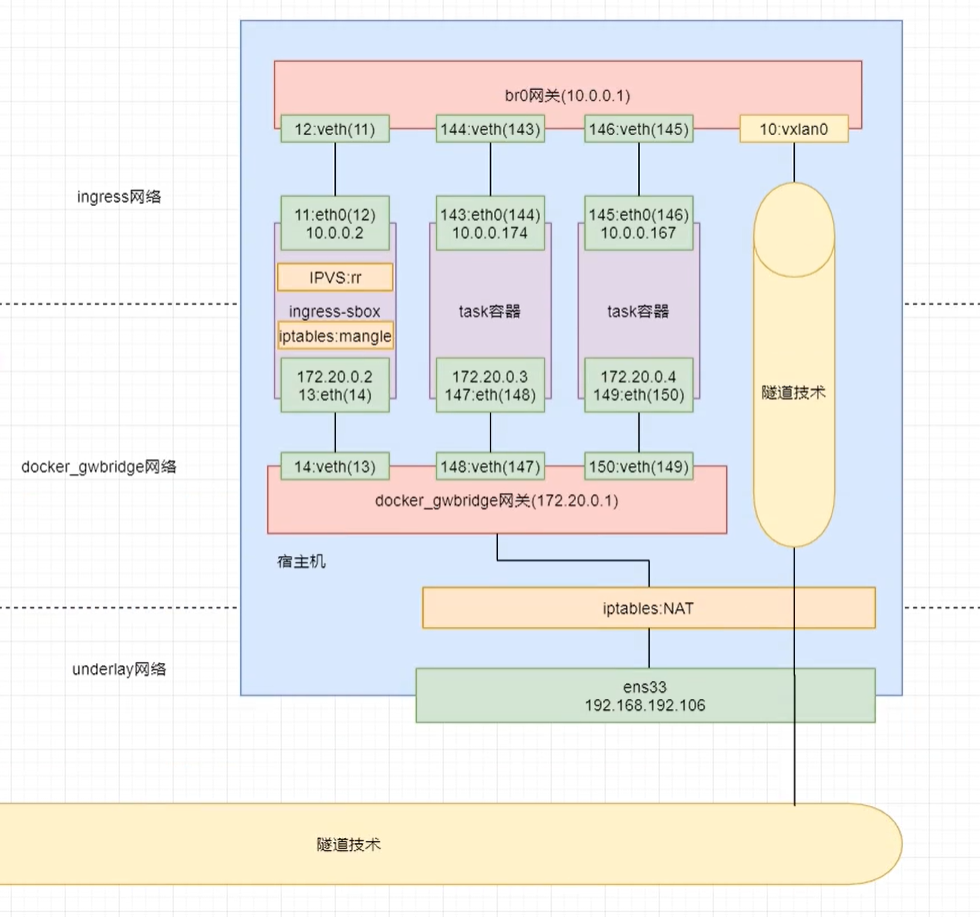 br0网关(10.0.0.1)
12:veth(11)
144:veth(143)
146:veth(145)
10:vxlan0
ingress网络
11:eth0(12)
10.0.0.2
143:eth0(144)
10.0.0.174
145:eth0(146)
10.0.0.167
IPVS:rr
ingress-sbox
iptables:mangle
task容器
task容器
172.20.0.2
13:eth(14)
172.20.0.3
147:eth(148)
172.20.0.4
149:eth(150)
隧道技术
docker_gwbridge网络
14:veth(13)
148:veth(147)
150:veth(149)
docker_gwbridge网关(172.20.0.1)
宿主机
iptables:NAT
underlay网络
ens33
192.168.192.106
隧道技术